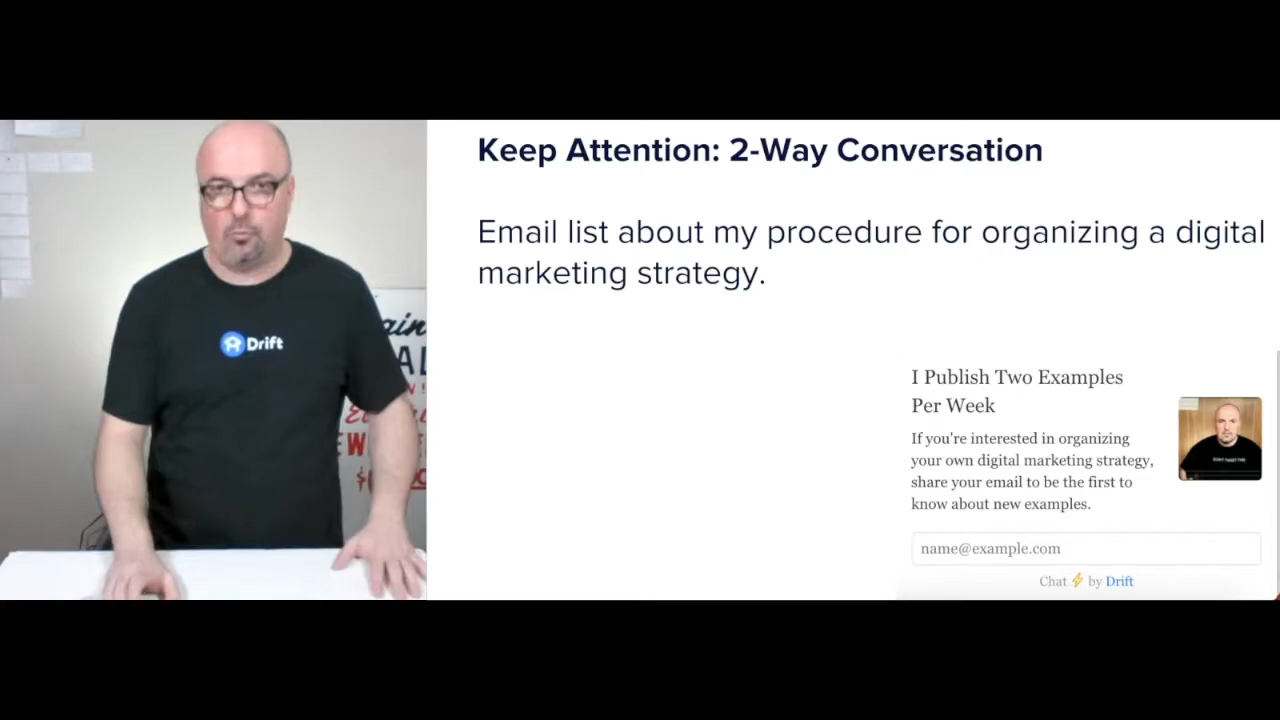 Keep Attention: 2-Way Conversation
Email list about my procedure for organizing a digital
marketing strategy.
Drift
I Publish Two Examples
Per Week
If you're interested in organizing
your own digital marketing strategy,
share your email to be the first to
know about new examples.
name@example.com
Chat⚡by Drift